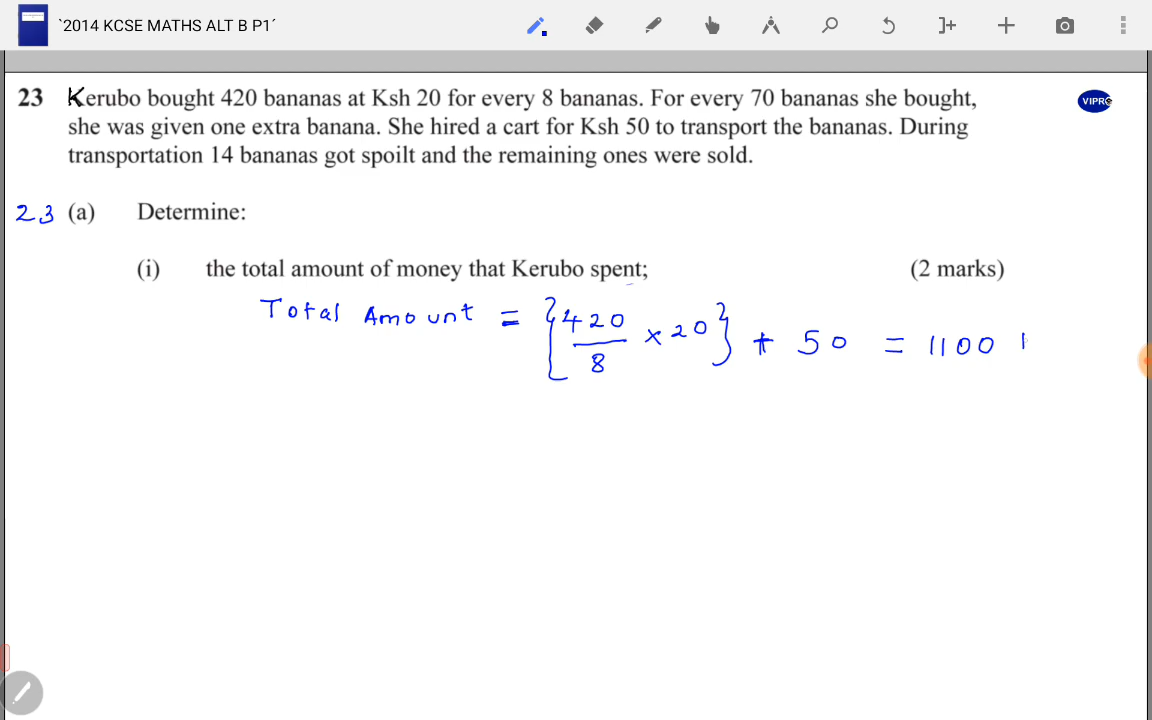 `2014 KCSE MATHS ALT B P1´
23 Kerubo bought 420 bananas at Ksh 20 for every 8 bananas. For every 70 bananas she bought,
she was given one extra banana. She hired a cart for Ksh 50 to transport the bananas. During
transportation 14 bananas got spoilt and the remaining ones were sold.
VIPRO
23 (a) Determine:
(i) the total amount of money that Kerubo spent; (2 marks)
Total Amount = {420/8 × 20} + 50 = 1100